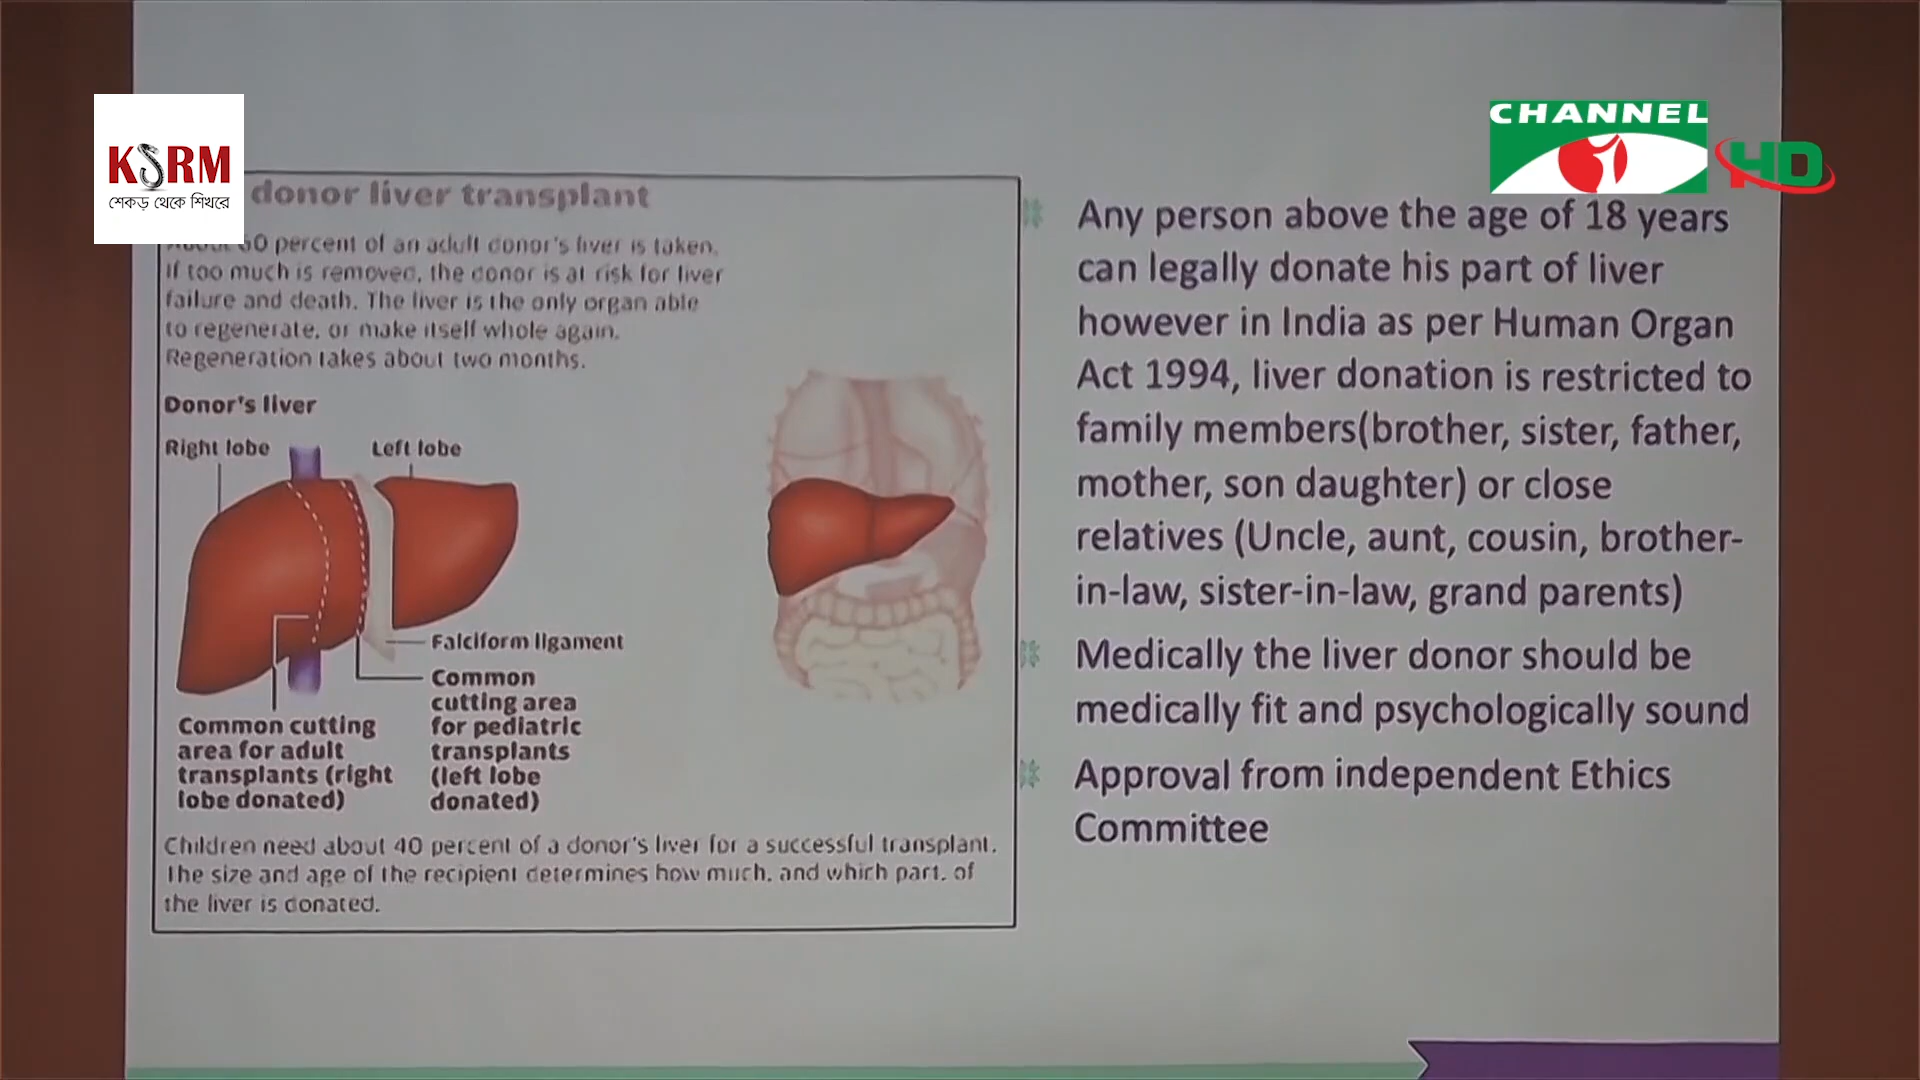 KSRM
শেকড় থেকে শিখরে
CHANNEL
HD
donor liver transplant
60 percent of an adult donor's liver is taken.
If too much is removed, the donor is at risk for liver
failure and death. The liver is the only organ able
to regenerate, or make itself whole again.
Regeneration takes about two months.
Donor's liver
Right lobe
Left lobe
Falciform ligament
Common cutting
area for adult
transplants (right
lobe donated)
Common
cutting area
for pediatric
transplants
(left lobe
donated)
Children need about 40 percent of a donor's liver for a successful transplant.
The size and age of the recipient determines how much, and which part, of
the liver is donated.
Any person above the age of 18 years
can legally donate his part of liver
however in India as per Human Organ
Act 1994, liver donation is restricted to
family members(brother, sister, father,
mother, son daughter) or close
relatives (Uncle, aunt, cousin, brother-
in-law, sister-in-law, grand parents)
Medically the liver donor should be
medically fit and psychologically sound
Approval from independent Ethics
Committee